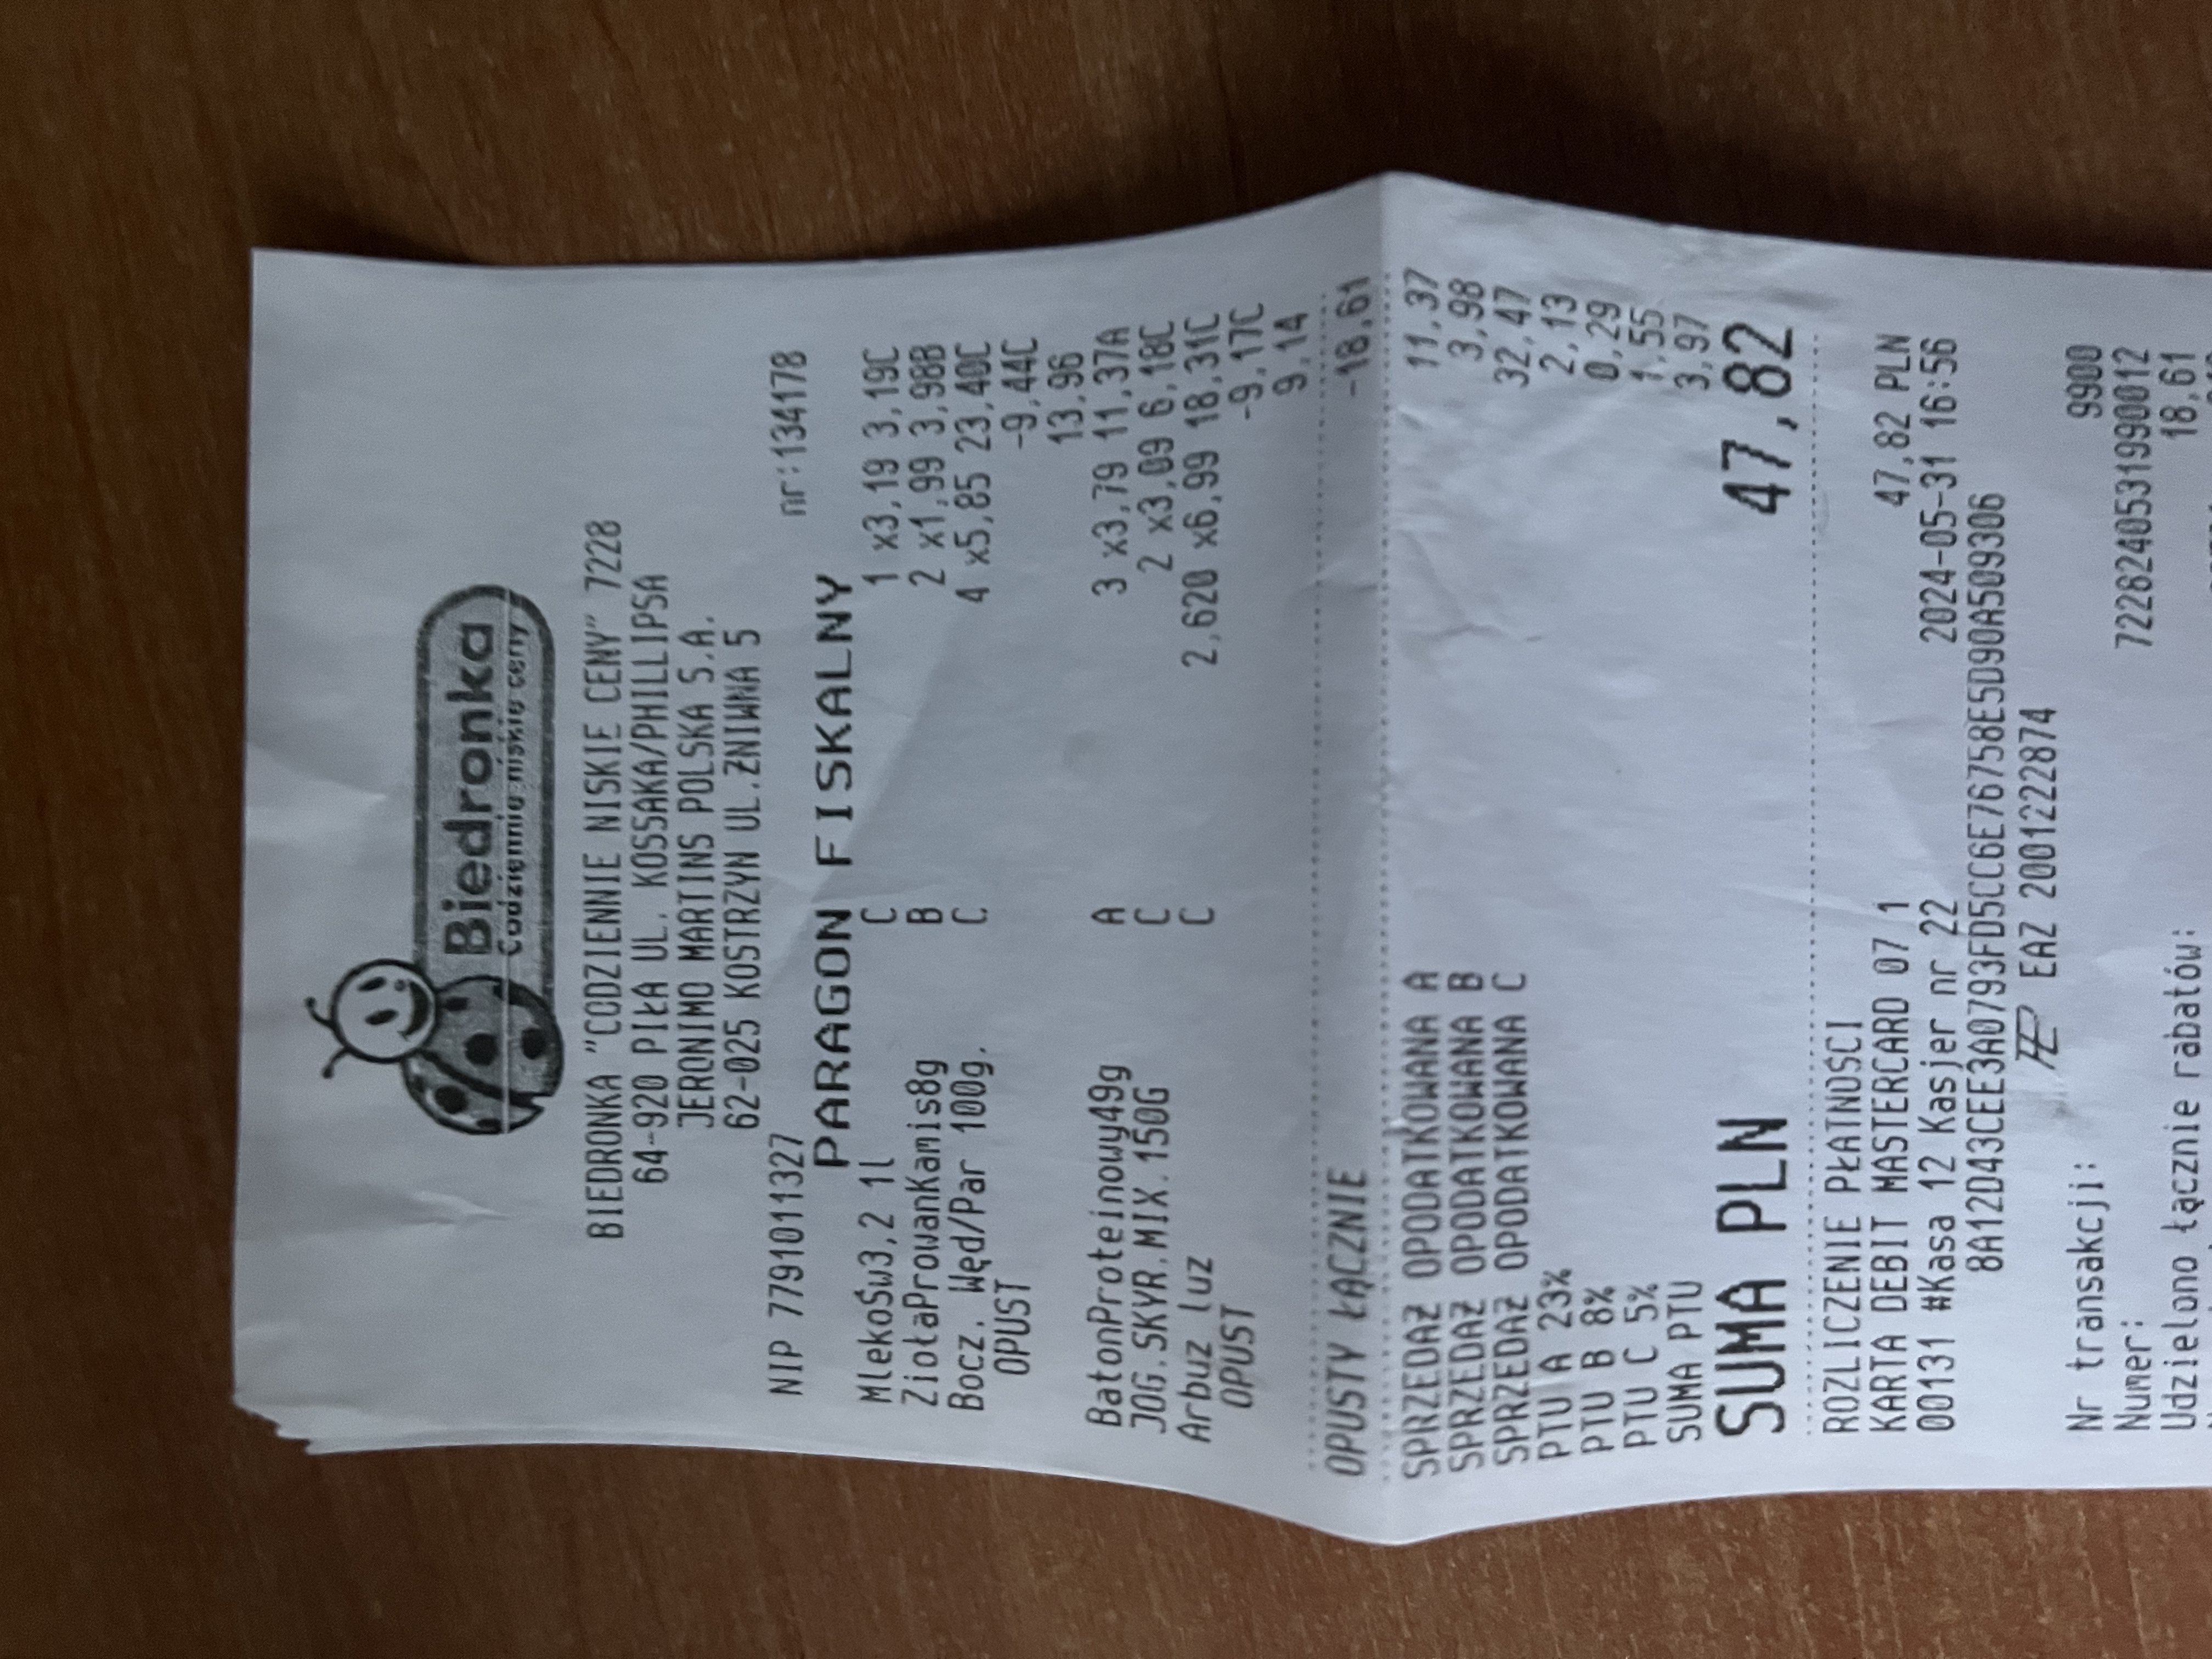 Biedronka
Codziennie niskie ceny
BIEDRONKA "CODZIENNIE NISKIE CENY" 7228
64-920 PIŁA UL. KOSSAKA/PHILLIPSA
JERONIMO MARTINS POLSKA S.A.
62-025 KOSTRZYN UL.ŻNIWNA 5
NIP 7791011327 nr:134178
PARAGON FISKALNY
MlekoŚw3,2 1l C 1 x3,19 3,19C
ZiołaProwanKamis8g B 2 x1,99 3,98B
Bocz. Węd/Par 100g. C 4 x5,85 23,40C
OPUST -9,44C
13,96
BatonProteinowy49g A 3 x3,79 11,37A
JOG.SKYR.MIX.150G C 2 x3,09 6,18C
Arbuz luz C 2,620 x6,99 18,31C
OPUST -9,17C
9,14
OPUSTY ŁĄCZNIE -18,61
SPRZEDAŻ OPODATKOWANA A 11,37
SPRZEDAŻ OPODATKOWANA B 3,98
SPRZEDAŻ OPODATKOWANA C 32,47
PTU A 23% 2,13
PTU B 8% 0,29
PTU C 5% 1,55
SUMA PTU 3,97
SUMA PLN 47,82
ROZLICZENIE PŁATNOŚCI
KARTA DEBIT MASTERCARD 07 1 47,82 PLN
00131 #Kasa 12 Kasjer nr 22 2024-05-31 16:56
8A12D43CEE3A0793FD5CC6E76758E5D90A509306
EAZ 2001222874
Nr transakcji: 9900
Numer: 7228240531990012
Udzielono łącznie rabatów: 18,61